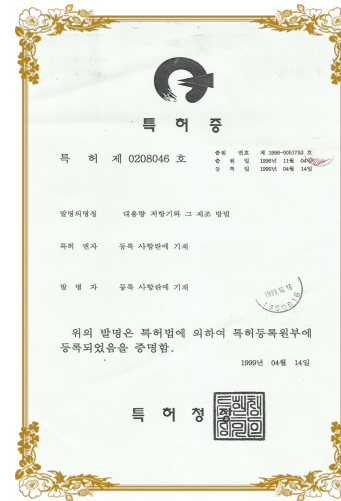 특허증
특 허 제 0208046 호
출원 번호 제 1996-0051753 호
출 원 일 1996년 11월 04일
등 록 일 1999년 04월 14일
발명의명칭 대용량 저항기와 그 제조 방법
특허 권자 등록 사항란에 기재
발 명 자 등록 사항란에 기재
위의 발명은 특허법에 의하여 특허등록원부에
등록되었음을 증명함.
1999년 04월 14일
특 허 청 장